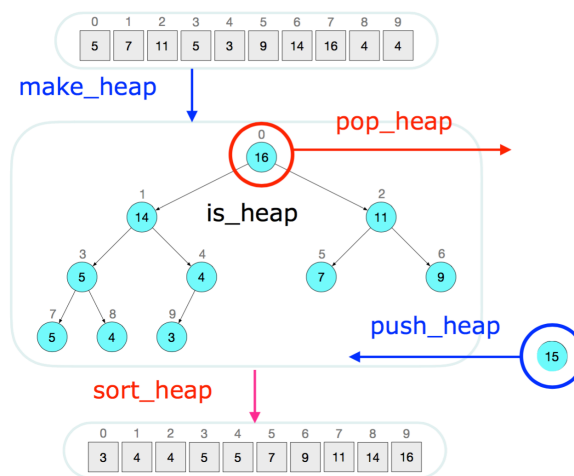 0 1 2 3 4 5 6 7 8 9
5 7 11 5 3 9 14 16 4 4
make_heap
pop_heap
0
16
1 2
14 is_heap 11
3 4 5 6
5 4 7 9
7 8 9
5 4 3
push_heap
15
sort_heap
0 1 2 3 4 5 6 7 8 9
3 4 4 5 5 7 9 11 14 16